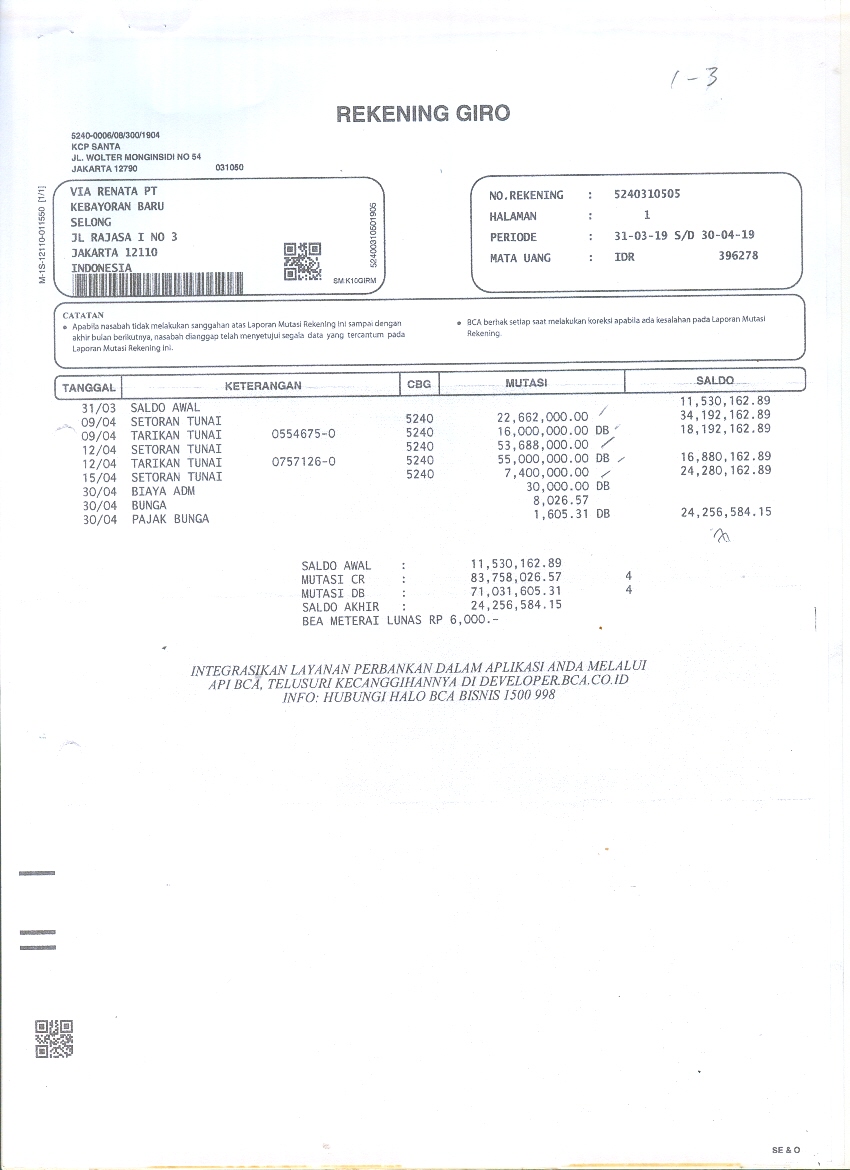 1-3
REKENING GIRO
5240-0006/08/300/1904
KCP SANTA
JL. WOLTER MONGINSIDI NO 54
JAKARTA 12790 031050
M-1S-12110-011550 [1/1]
VIA RENATA PT
KEBAYORAN BARU
SELONG
JL RAJASA I NO 3
JAKARTA 12110
INDONESIA
52400310501905
SM.K10GIRM
NO.REKENING : 5240310505
HALAMAN : 1
PERIODE : 31-03-19 S/D 30-04-19
MATA UANG : IDR 396278
CATATAN
• Apabila nasabah tidak melakukan sanggahan atas Laporan Mutasi Rekening ini sampai dengan
akhir bulan berikutnya, nasabah dianggap telah menyetujui segala data yang tercantum pada
Laporan Mutasi Rekening ini.
• BCA berhak setiap saat melakukan koreksi apabila ada kesalahan pada Laporan Mutasi
Rekening.
TANGGAL KETERANGAN CBG MUTASI SALDO
31/03 SALDO AWAL 11,530,162.89
09/04 SETORAN TUNAI 5240 22,662,000.00 34,192,162.89
09/04 TARIKAN TUNAI 0554675-0 5240 16,000,000.00 DB 18,192,162.89
12/04 SETORAN TUNAI 5240 53,688,000.00
12/04 TARIKAN TUNAI 0757126-0 5240 55,000,000.00 DB 16,880,162.89
15/04 SETORAN TUNAI 5240 7,400,000.00 24,280,162.89
30/04 BIAYA ADM 30,000.00 DB
30/04 BUNGA 8,026.57
30/04 PAJAK BUNGA 1,605.31 DB 24,256,584.15
SALDO AWAL : 11,530,162.89
MUTASI CR : 83,758,026.57 4
MUTASI DB : 71,031,605.31 4
SALDO AKHIR : 24,256,584.15
BEA METERAI LUNAS RP 6,000.-
INTEGRASIKAN LAYANAN PERBANKAN DALAM APLIKASI ANDA MELALUI
API BCA, TELUSURI KECANGGIHANNYA DI DEVELOPER.BCA.CO.ID
INFO: HUBUNGI HALO BCA BISNIS 1500 998
SE & O